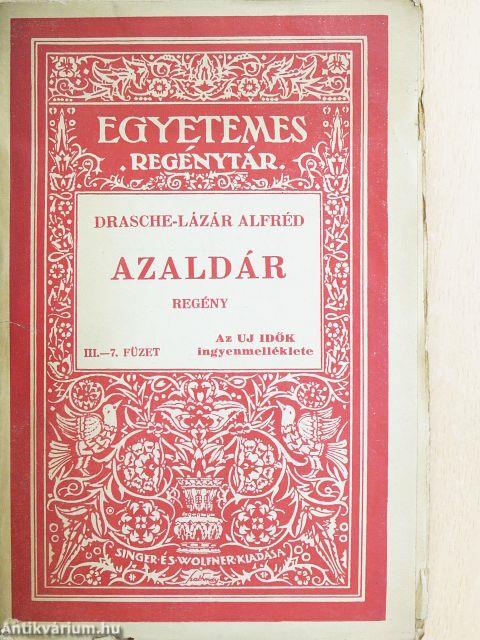 EGYETEMES
.REGÉNYTÁR.
DRASCHE-LÁZÁR ALFRÉD
AZALDÁR
REGÉNY
III.—7. FÜZET
Az UJ IDŐK
ingyenmelléklete
SINGER·ÉS·WOLFNER·KIADÁSA
Antikvárium.hu